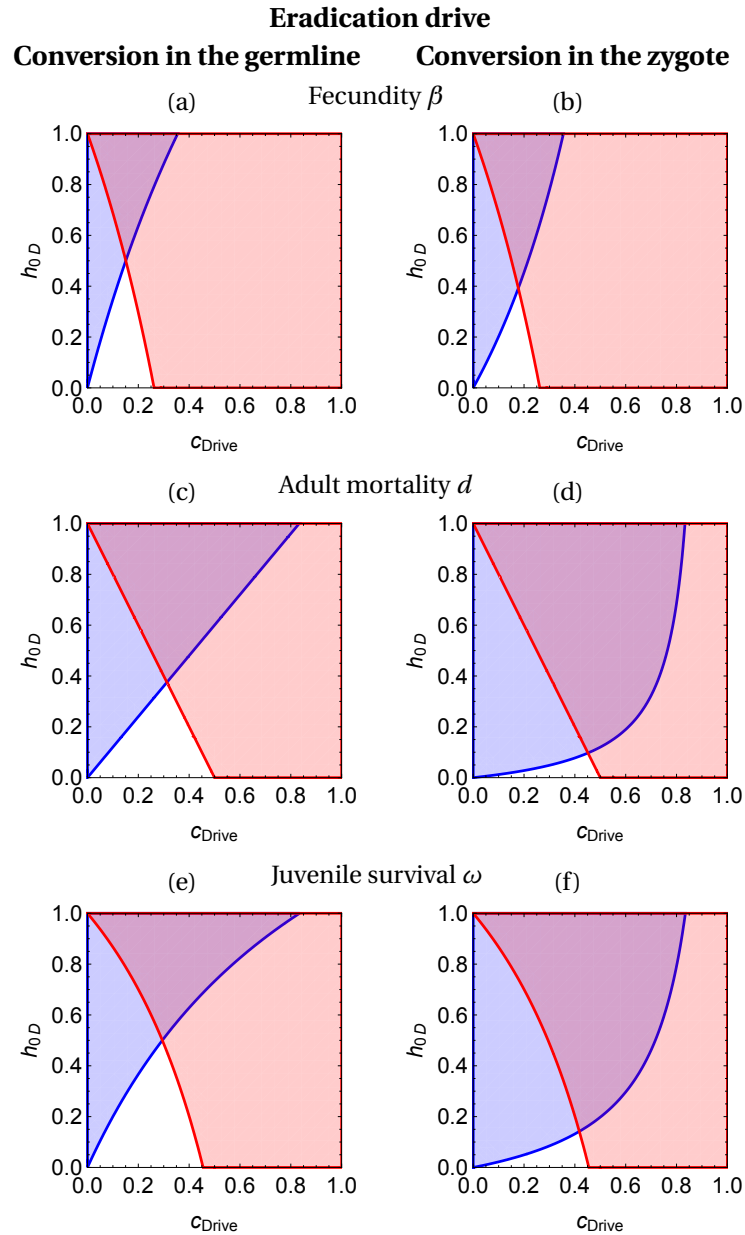 Eradication drive
Conversion in the germline Conversion in the zygote
(a) Fecundity β (b)
1.0 1.0
0.8 0.8
0.6 0.6
h0D h0D
0.4 0.4
0.2 0.2
0.0 0.0
0.0 0.2 0.4 0.6 0.8 1.0 0.0 0.2 0.4 0.6 0.8 1.0
cDrive cDrive
(c) Adult mortality d (d)
1.0 1.0
0.8 0.8
0.6 0.6
h0D h0D
0.4 0.4
0.2 0.2
0.0 0.0
0.0 0.2 0.4 0.6 0.8 1.0 0.0 0.2 0.4 0.6 0.8 1.0
cDrive cDrive
(e) Juvenile survival ω (f)
1.0 1.0
0.8 0.8
0.6 0.6
h0D h0D
0.4 0.4
0.2 0.2
0.0 0.0
0.0 0.2 0.4 0.6 0.8 1.0 0.0 0.2 0.4 0.6 0.8 1.0
cDrive cDrive